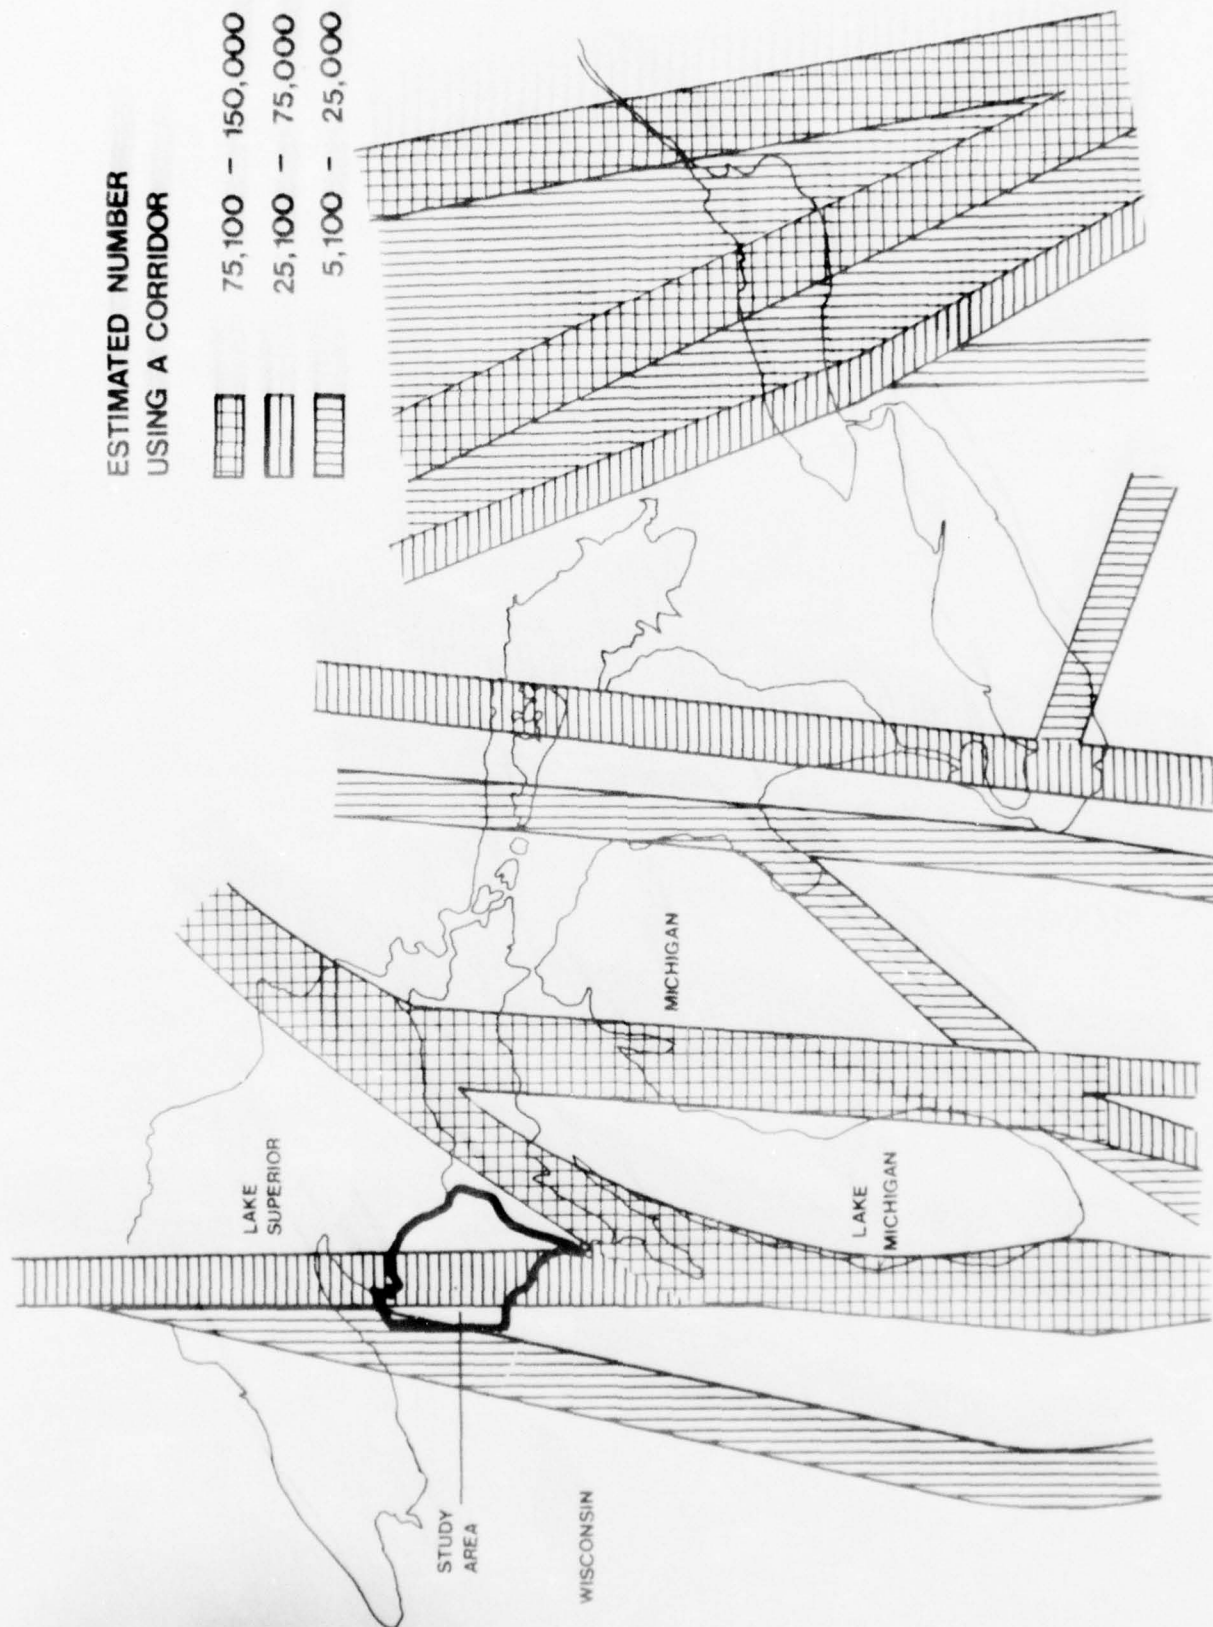 ESTIMATED NUMBER
USING A CORRIDOR
75,100 - 150,000
25,100 - 75,000
5,100 - 25,000
LAKE
SUPERIOR
MICHIGAN
LAKE
MICHIGAN
STUDY
AREA
WISCONSIN